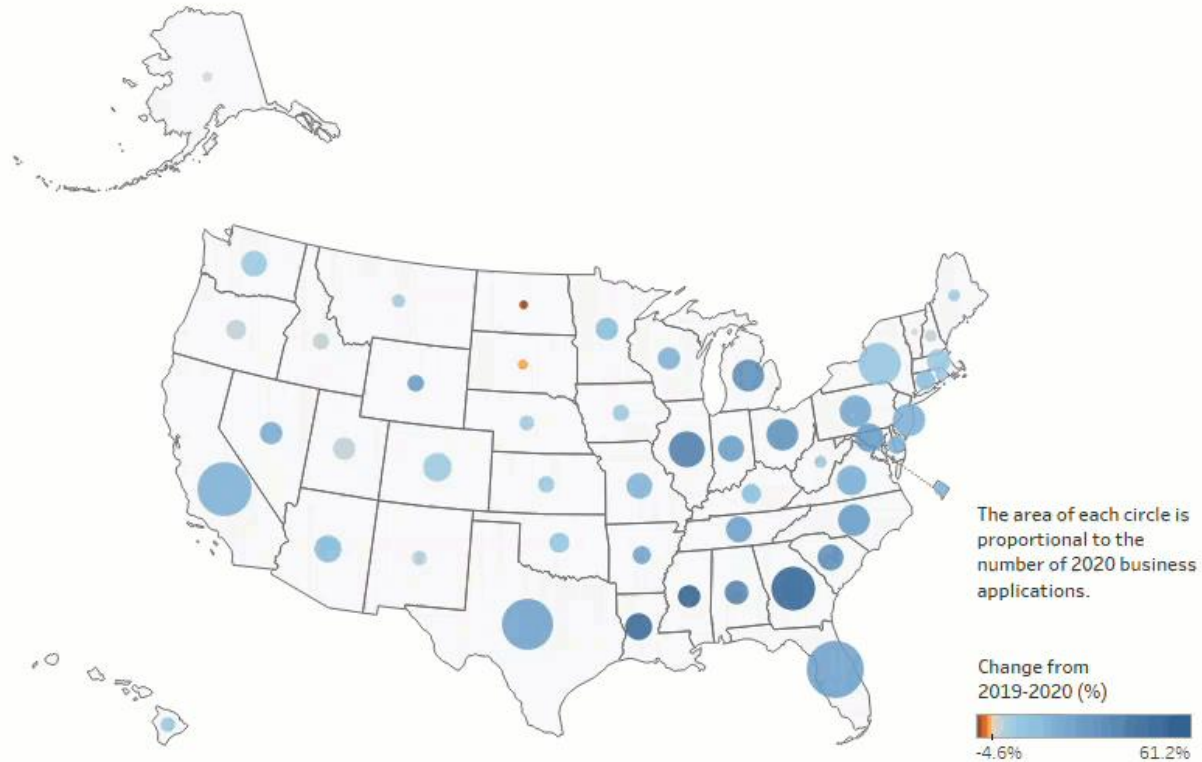 The area of each circle is
proportional to the
number of 2020 business
applications.
Change from
2019-2020 (%)
-4.6% 61.2%